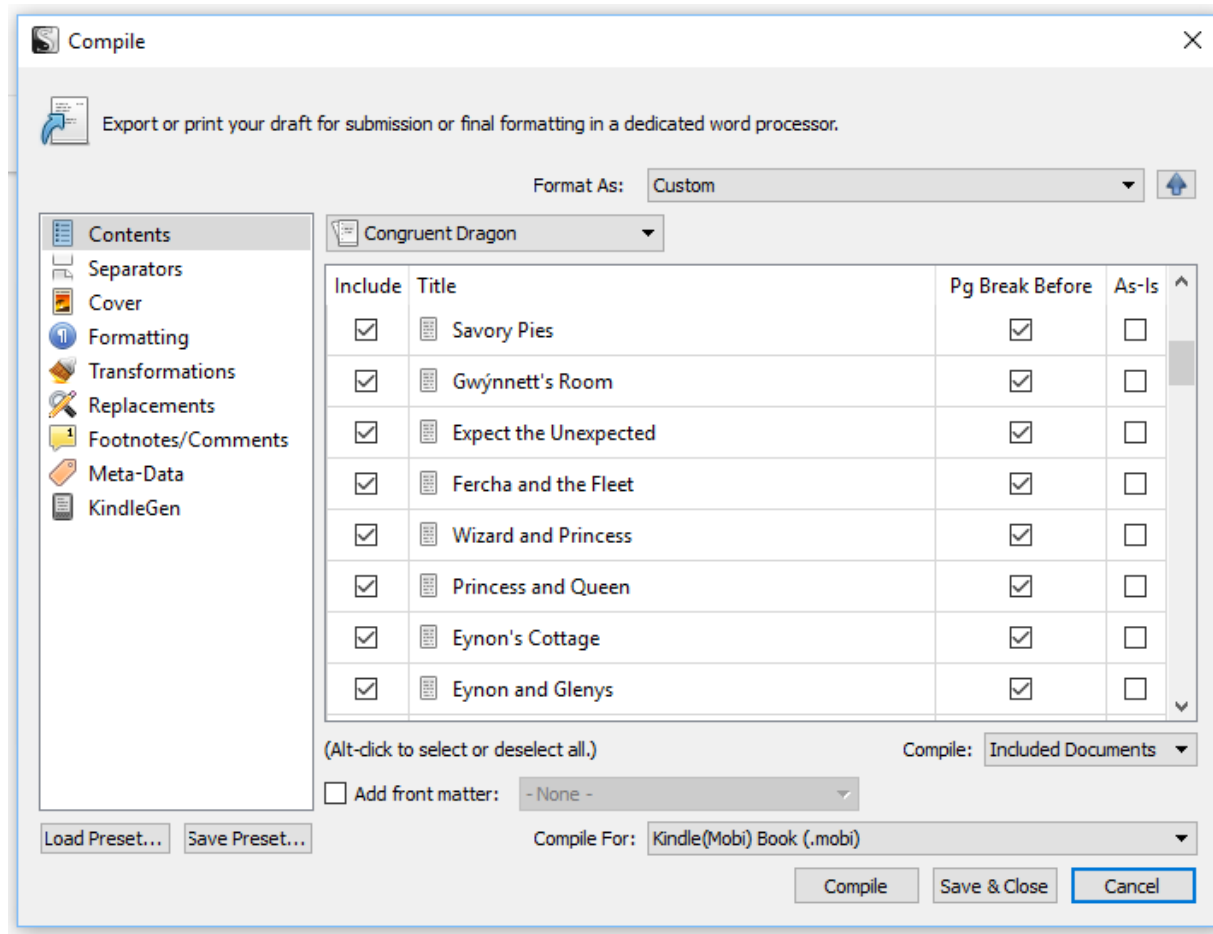 Compile
Export or print your draft for submission or final formatting in a dedicated word processor.
Format As: Custom
Contents
Separators
Cover
Formatting
Transformations
Replacements
Footnotes/Comments
Meta-Data
KindleGen
Congruent Dragon
Include Title Pg Break Before As-Is
Savory Pies
Gwýnnett's Room
Expect the Unexpected
Fercha and the Fleet
Wizard and Princess
Princess and Queen
Eynon's Cottage
Eynon and Glenys
(Alt-click to select or deselect all.) Compile: Included Documents
Add front matter: - None -
Load Preset... Save Preset... Compile For: Kindle(Mobi) Book (.mobi)
Compile Save & Close Cancel